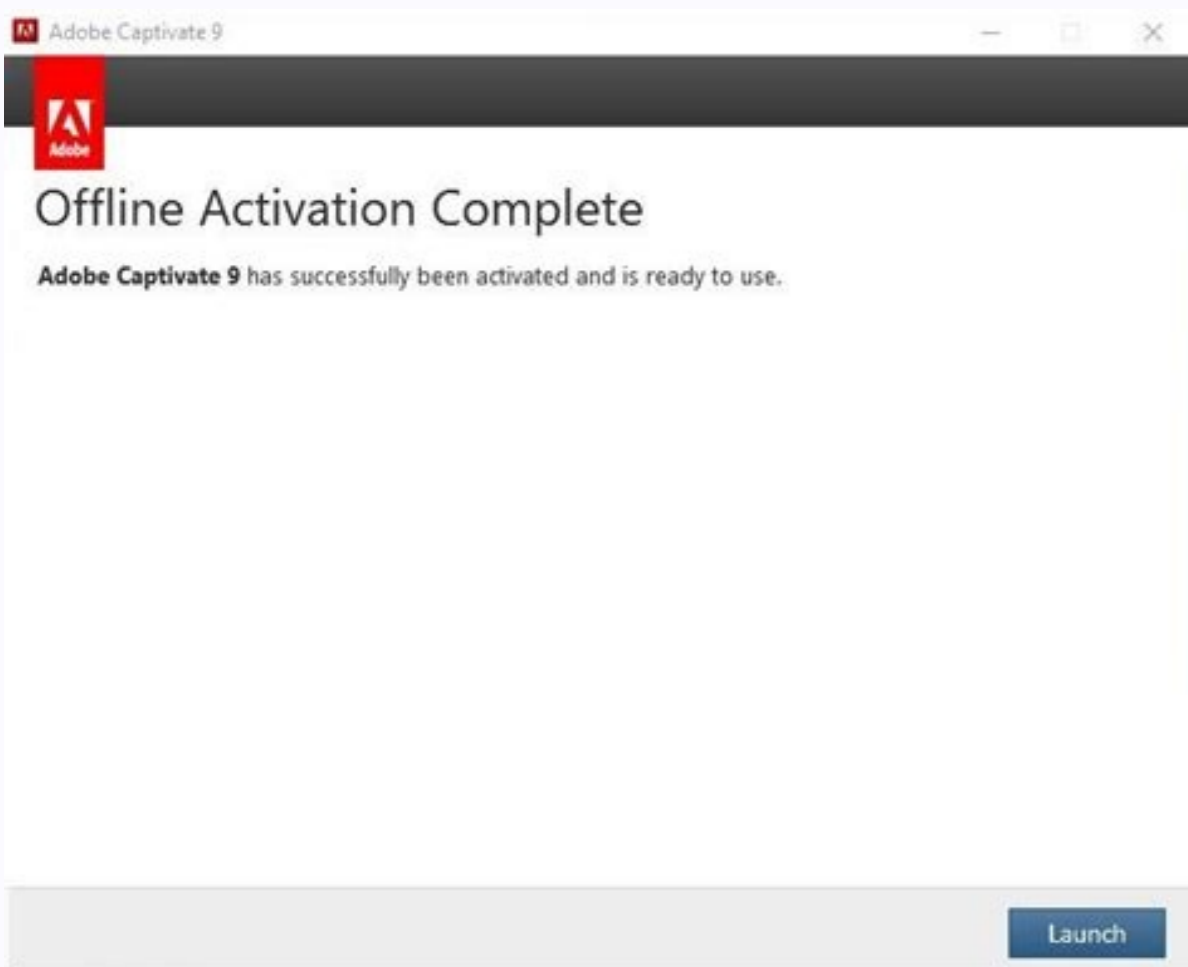 Adobe Captivate 9
Adobe
Offline Activation Complete
Adobe Captivate 9 has successfully been activated and is ready to use.
Launch